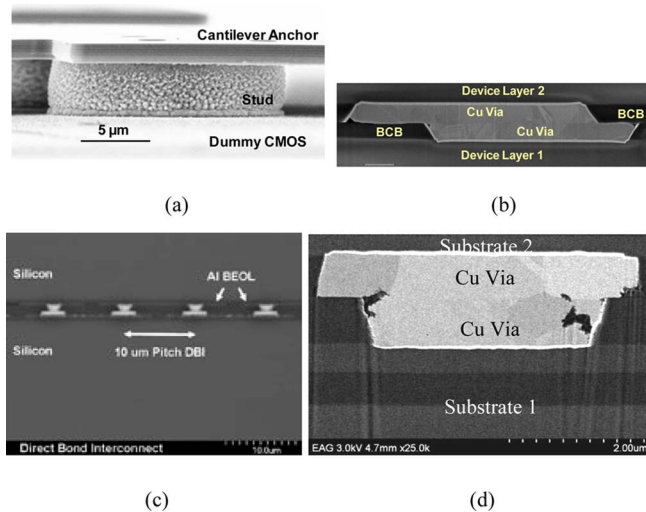 Cantilever Anchor
Stud
5 µm
Dummy CMOS
(a)
Device Layer 2
Cu Via
BCB
BCB
Cu Via
Device Layer 1
(b)
Silicon
Al BEOL
10 um Pitch DBI
Silicon
Direct Bond Interconnect
10.0um
(c)
Substrate 2
Cu Via
Cu Via
Substrate 1
EAG 3.0kV 4.7mm x25.0k
2.00um
(d)